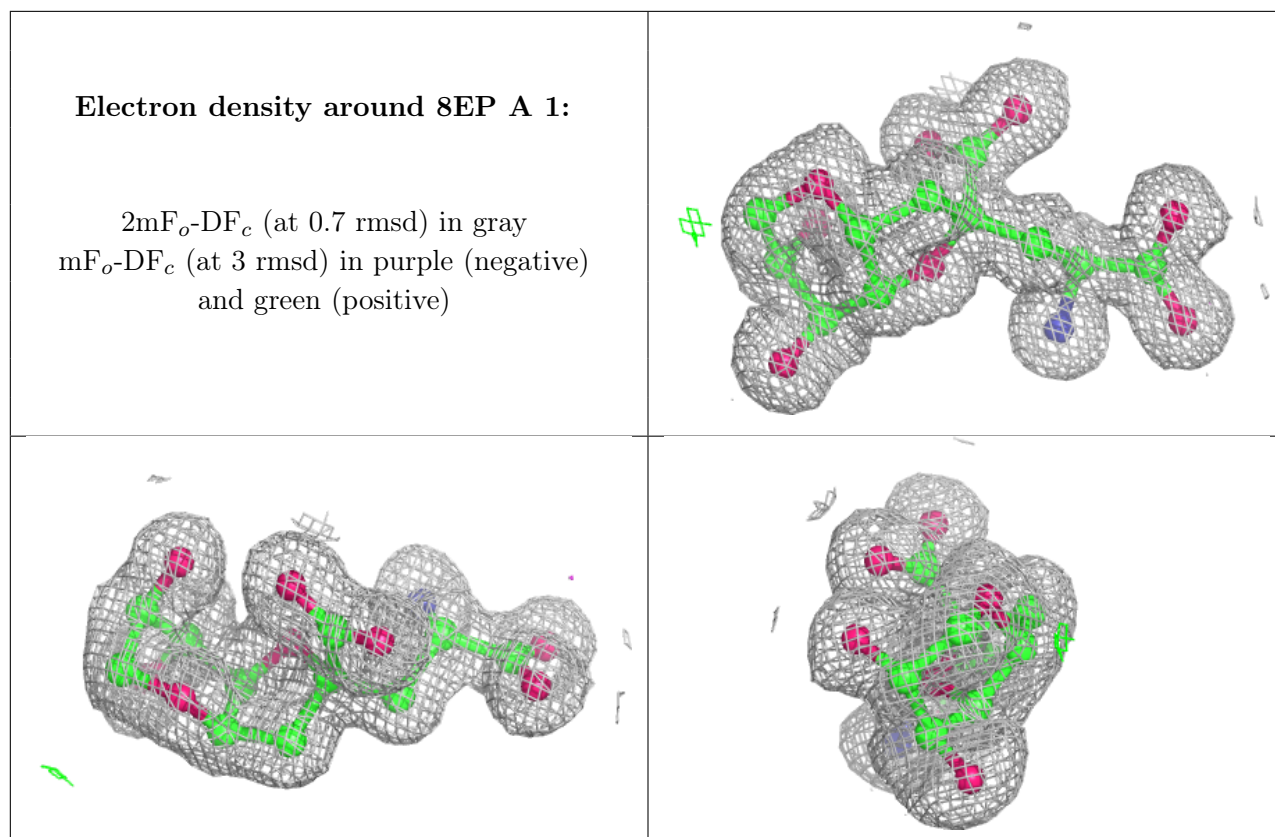 Electron density around 8EP A 1:
2mFo-DFc (at 0.7 rmsd) in gray
mFo-DFc (at 3 rmsd) in purple (negative)
and green (positive)